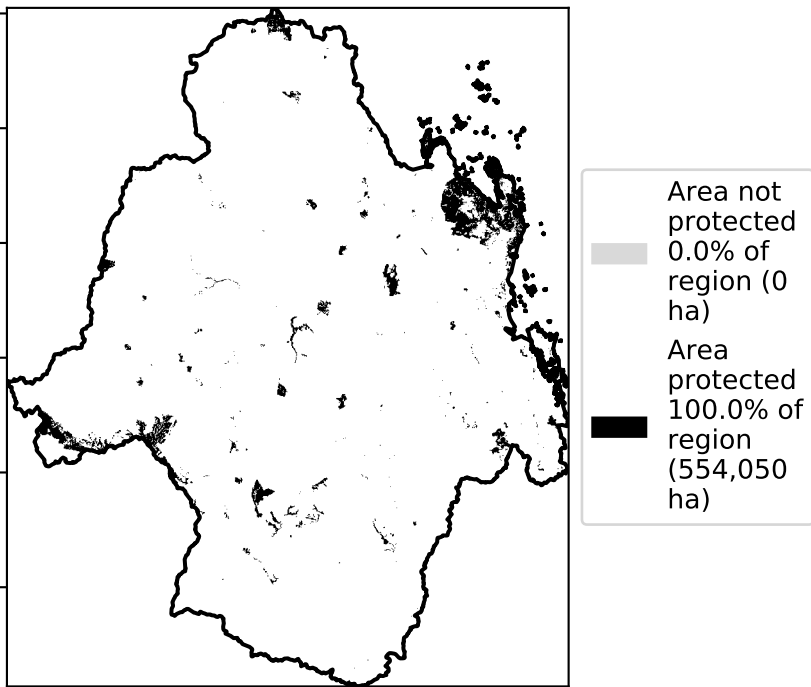 Area not
protected
0.0% of
region (0
ha)
Area
protected
100.0% of
region
(554,050
ha)